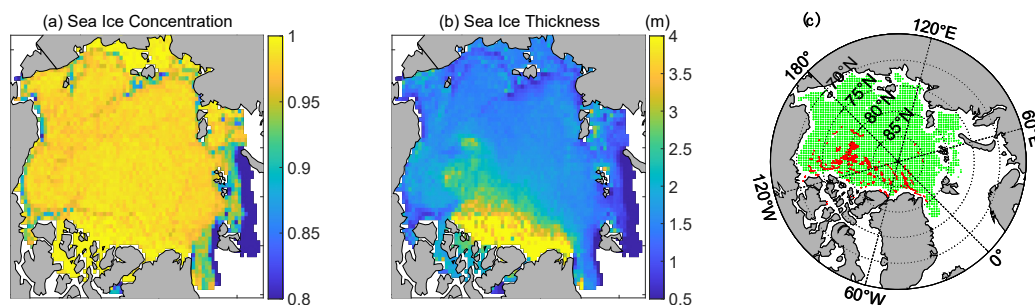 (a) Sea Ice Concentration
1
0.95
0.9
0.85
0.8
(b) Sea Ice Thickness
(m)
4
3.5
3
2.5
2
1.5
1
0.5
(c)
120°E
180°
70°N
75°N
80°N
85°N
60°E
120°W
0°
60°W